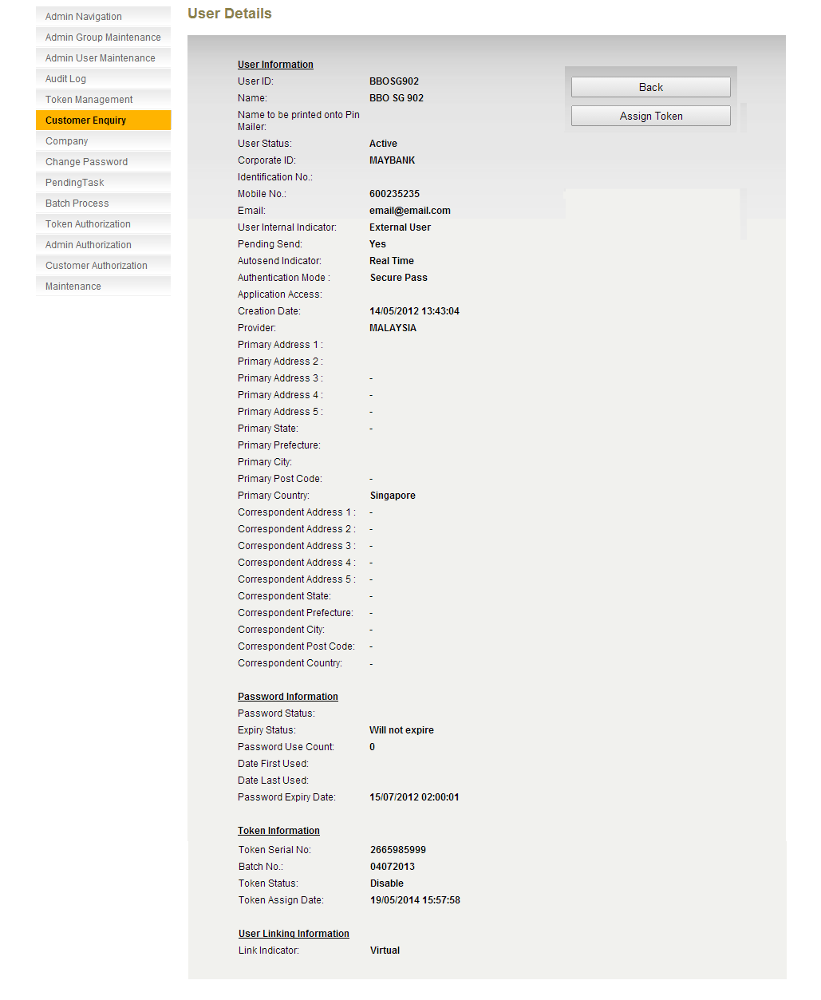 Admin Navigation
Admin Group Maintenance
Admin User Maintenance
Audit Log
Token Management
Customer Enquiry
Company
Change Password
PendingTask
Batch Process
Token Authorization
Admin Authorization
Customer Authorization
Maintenance
User Details
User Information
User ID: BBOSG902
Name: BBO SG 902
Name to be printed onto Pin
Mailer:
User Status: Active
Corporate ID: MAYBANK
Identification No.:
Mobile No.: 600235235
Email: email@email.com
User Internal Indicator: External User
Pending Send: Yes
Autosend Indicator: Real Time
Authentication Mode : Secure Pass
Application Access:
Creation Date: 14/05/2012 13:43:04
Provider: MALAYSIA
Primary Address 1 :
Primary Address 2 :
Primary Address 3 : -
Primary Address 4 : -
Primary Address 5 : -
Primary State: -
Primary Prefecture:
Primary City:
Primary Post Code: -
Primary Country: Singapore
Correspondent Address 1 : -
Correspondent Address 2 : -
Correspondent Address 3 : -
Correspondent Address 4 : -
Correspondent Address 5 : -
Correspondent State: -
Correspondent Prefecture: -
Correspondent City: -
Correspondent Post Code: -
Correspondent Country: -
Password Information
Password Status:
Expiry Status: Will not expire
Password Use Count: 0
Date First Used:
Date Last Used:
Password Expiry Date: 15/07/2012 02:00:01
Token Information
Token Serial No: 2665985999
Batch No.: 04072013
Token Status: Disable
Token Assign Date: 19/05/2014 15:57:58
User Linking Information
Link Indicator: Virtual
Back
Assign Token